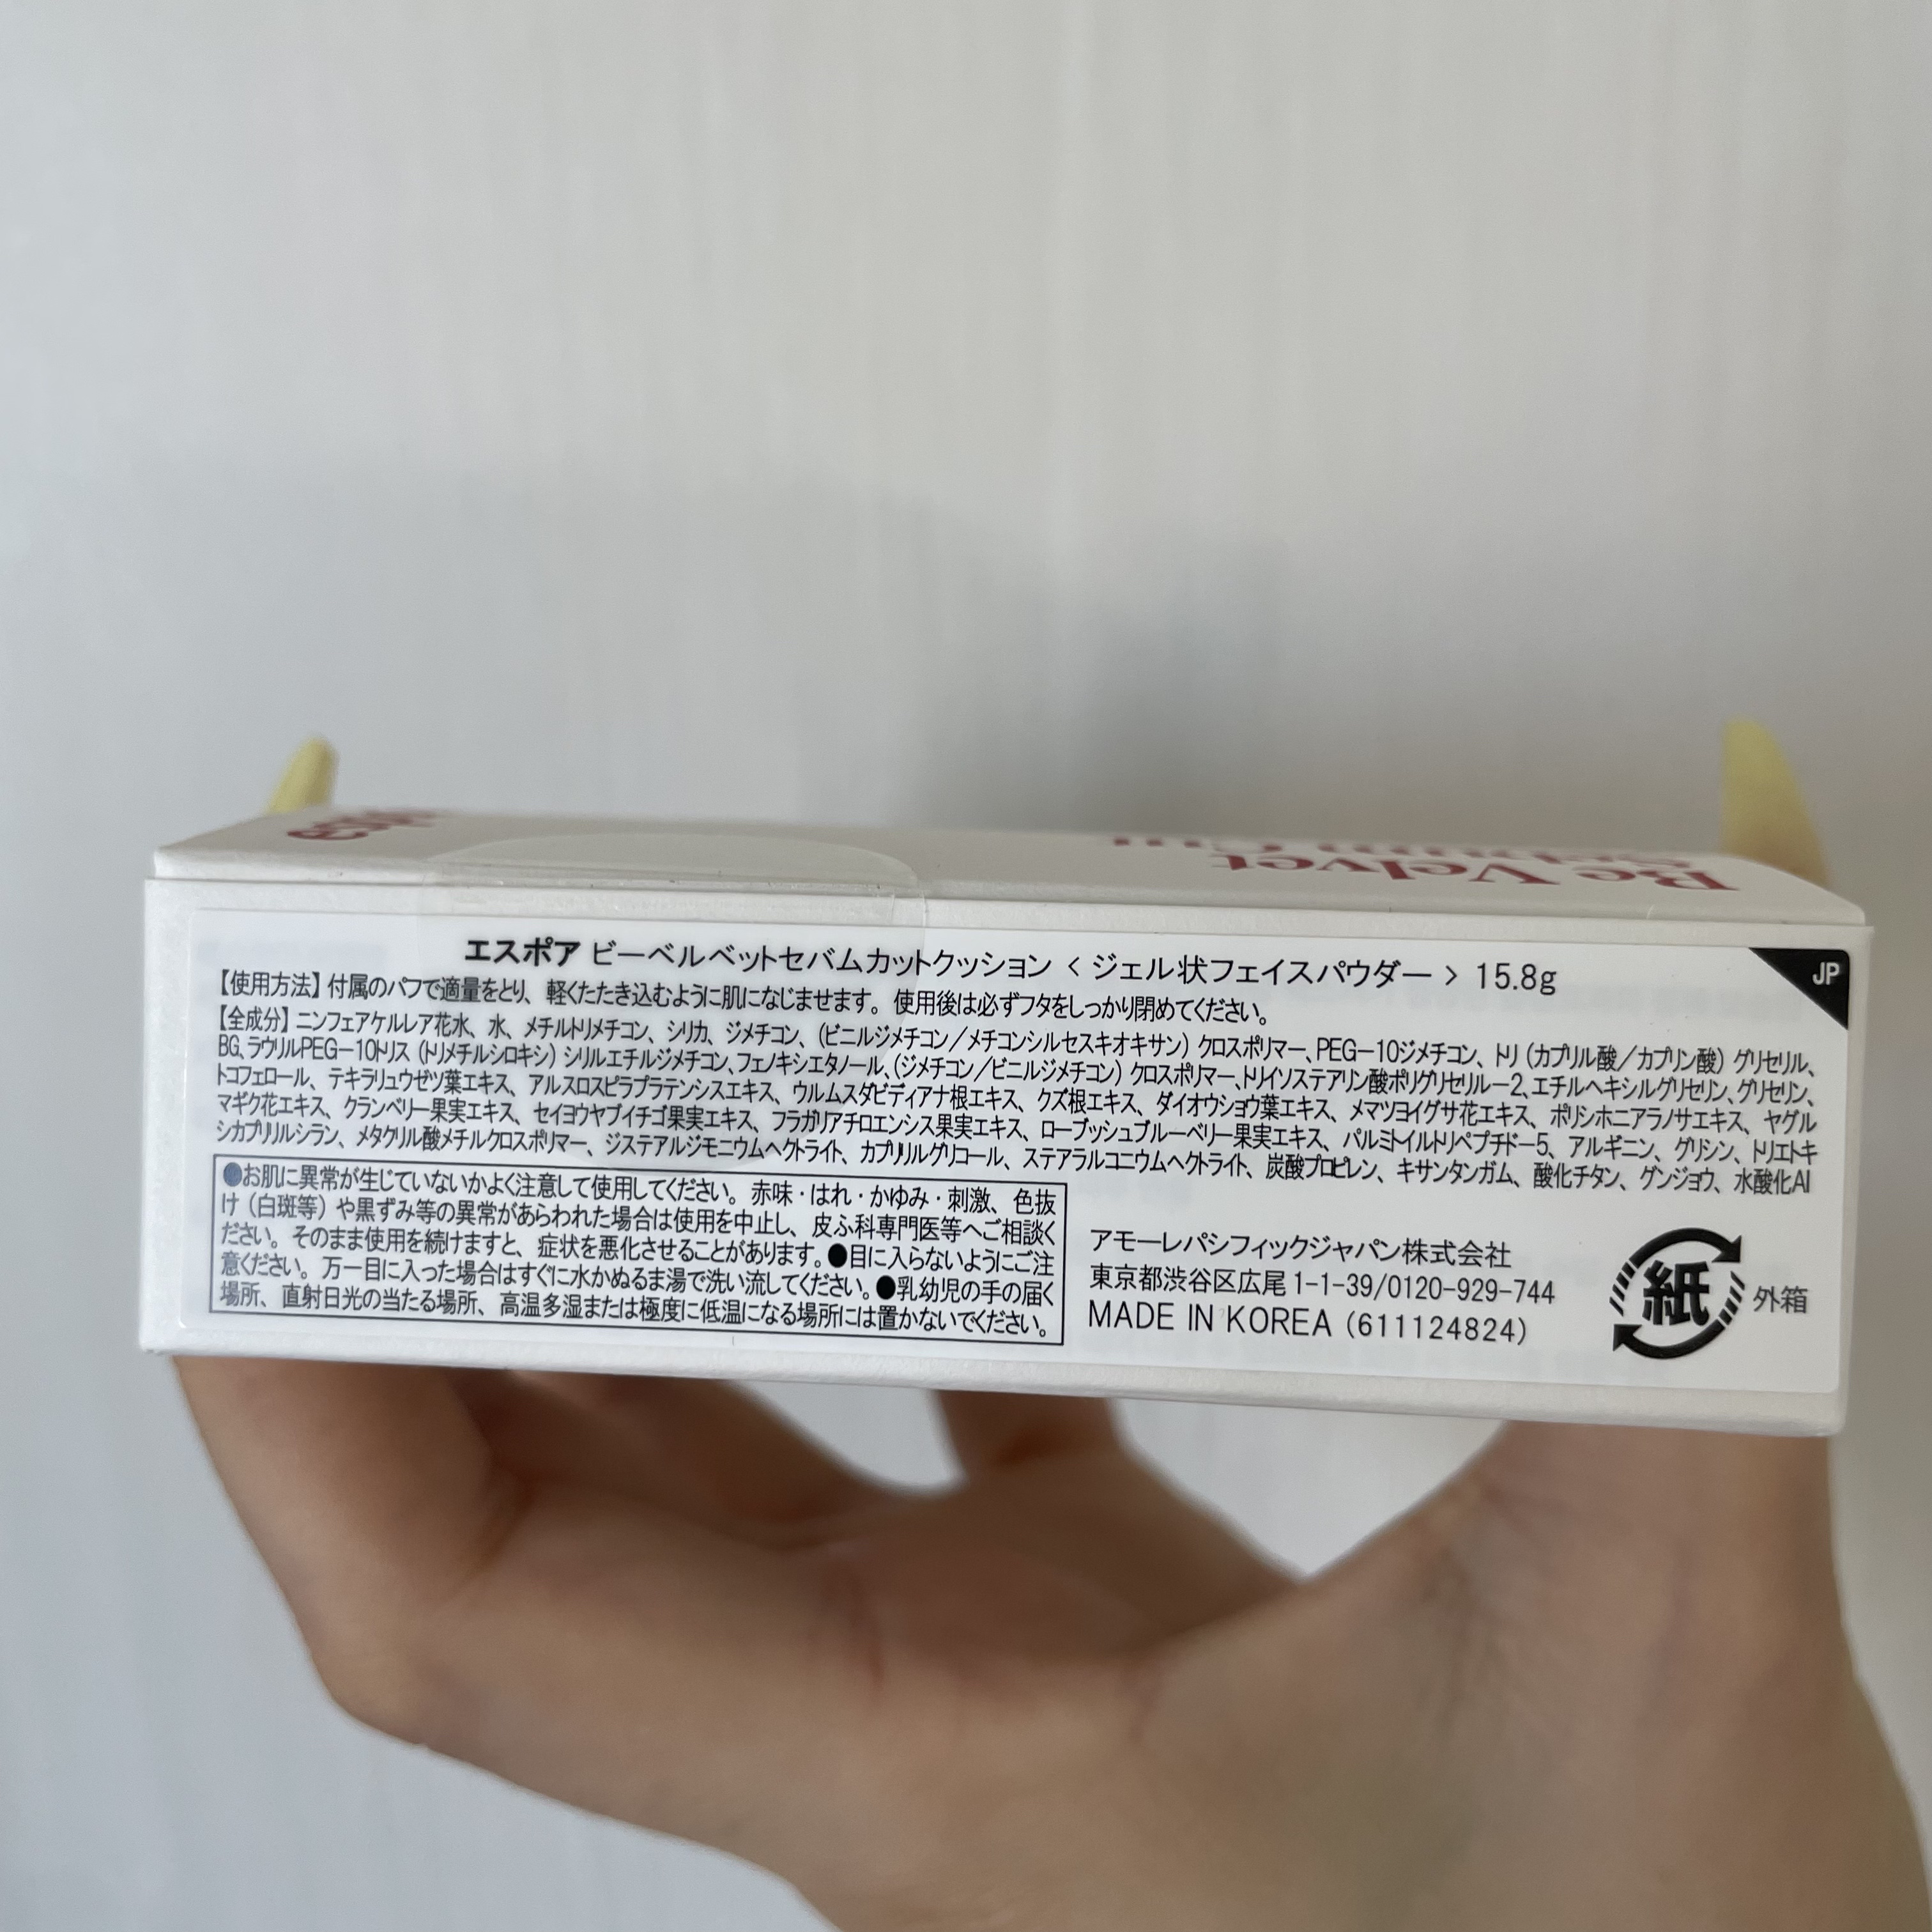 Be Velvet
エスポア ビーベルベットセバムカットクッション < ジェル状フェイスパウダー > 15.8g
JP
【使用方法】付属のパフで適量をとり、軽くたたき込むように肌になじませます。使用後は必ずフタをしっかり閉めてください。
【全成分】ニンフェアケルレア花水、水、メチルトリメチコン、シリカ、ジメチコン、(ビニルジメチコン/メチコンシルセスキオキサン) クロスポリマー、PEG-10ジメチコン、トリ (カプリル酸/カプリン酸) グリセリル、
BG、ラウリルPEG-10トリス (トリメチルシロキシ) シリルエチルジメチコン、フェノキシエタノール、(ジメチコン/ビニルジメチコン) クロスポリマー、トリイソステアリン酸ポリグリセリル-2、エチルヘキシルグリセリン、グリセリン、
トコフェロール、テキラリュウゼツ葉エキス、アルスロスピラプラテンシスエキス、ウルムスダビディアナ根エキス、クズ根エキス、ダイオウショウ葉エキス、メマツヨイグサ花エキス、ポリシホニアラノサエキス、ヤグル
マギク花エキス、クランベリー果実エキス、セイヨウヤブイチゴ果実エキス、フラガリアチロエンシス果実エキス、ローブッシュブルーベリー果実エキス、パルミトイルトリペプチド-5、アルギニン、グリシン、トリエトキ
シカプリルシラン、メタクリル酸メチルクロスポリマー、ジステアルジモニウムヘクトライト、カプリルグリコール、ステアラルコニウムヘクトライト、炭酸プロピレン、キサンタンガム、酸化チタン、グンジョウ、水酸化Al
●お肌に異常が生じていないかよく注意して使用してください。赤味・はれ・かゆみ・刺激、色抜
け (白斑等) や黒ずみ等の異常があらわれた場合は使用を中止し、皮ふ科専門医等へご相談く
ださい。そのまま使用を続けますと、症状を悪化させることがあります。●目に入らないようにご注
意ください。万一目に入った場合はすぐに水かぬるま湯で洗い流してください。●乳幼児の手の届く
場所、直射日光の当たる場所、高温多湿または極度に低温になる場所には置かないでください。
アモーレパシフィックジャパン株式会社
東京都渋谷区広尾 1-1-39/0120-929-744
MADE IN KOREA (611124824)
紙 外箱